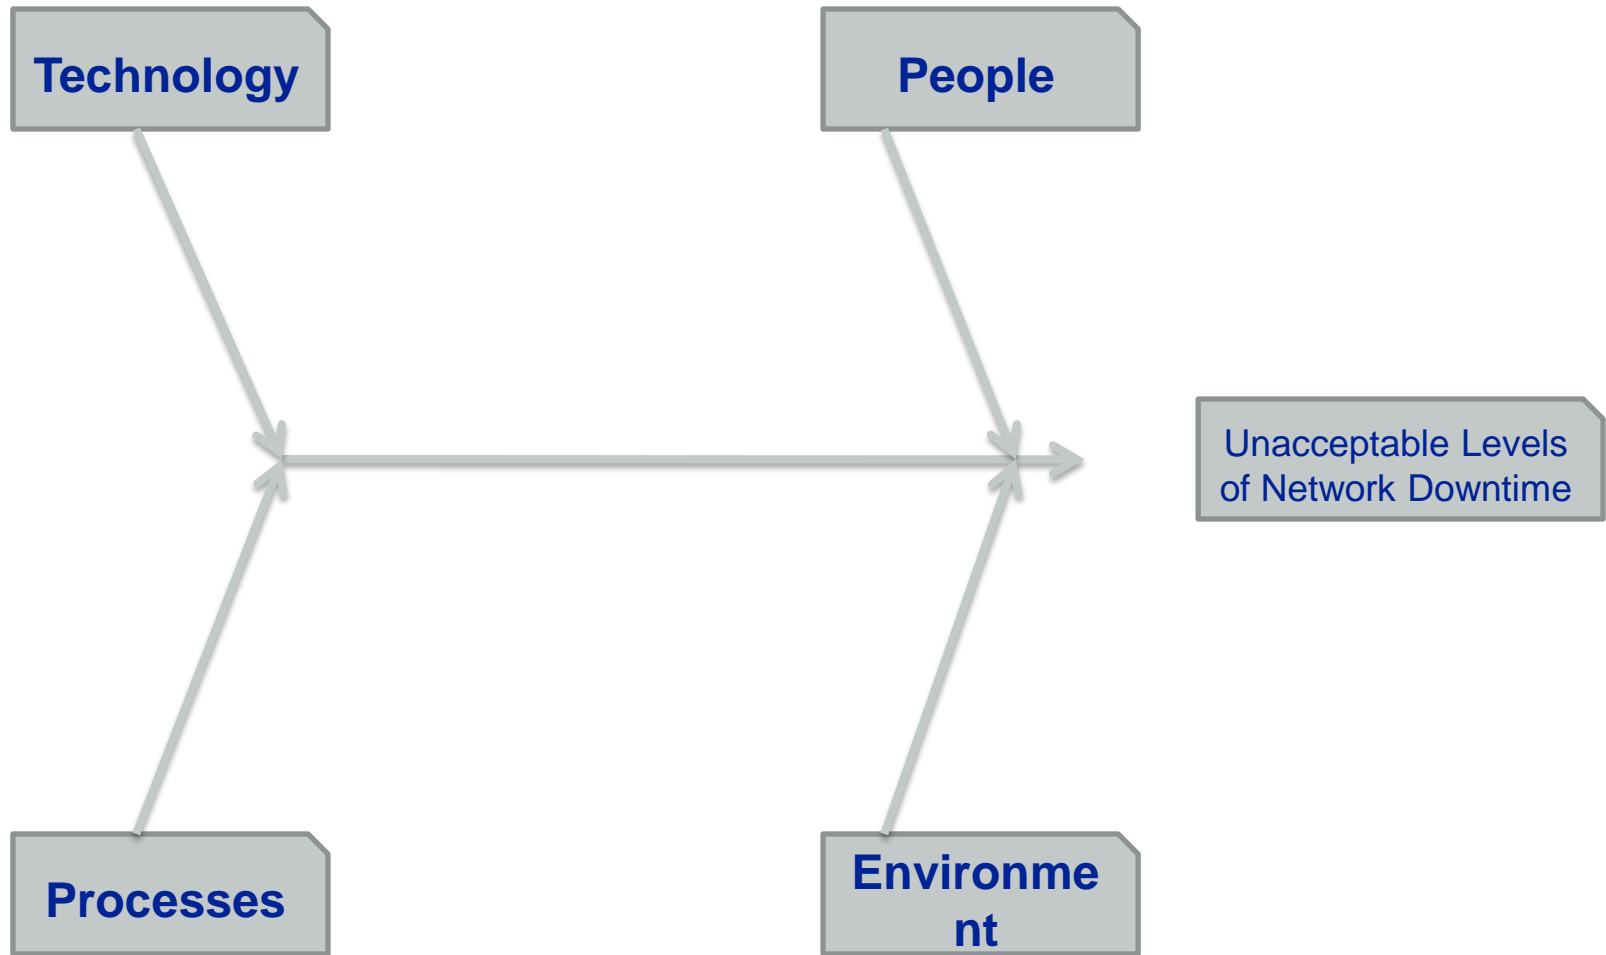 Technology
People
Unacceptable Levels
of Network Downtime
Processes
Environme
nt